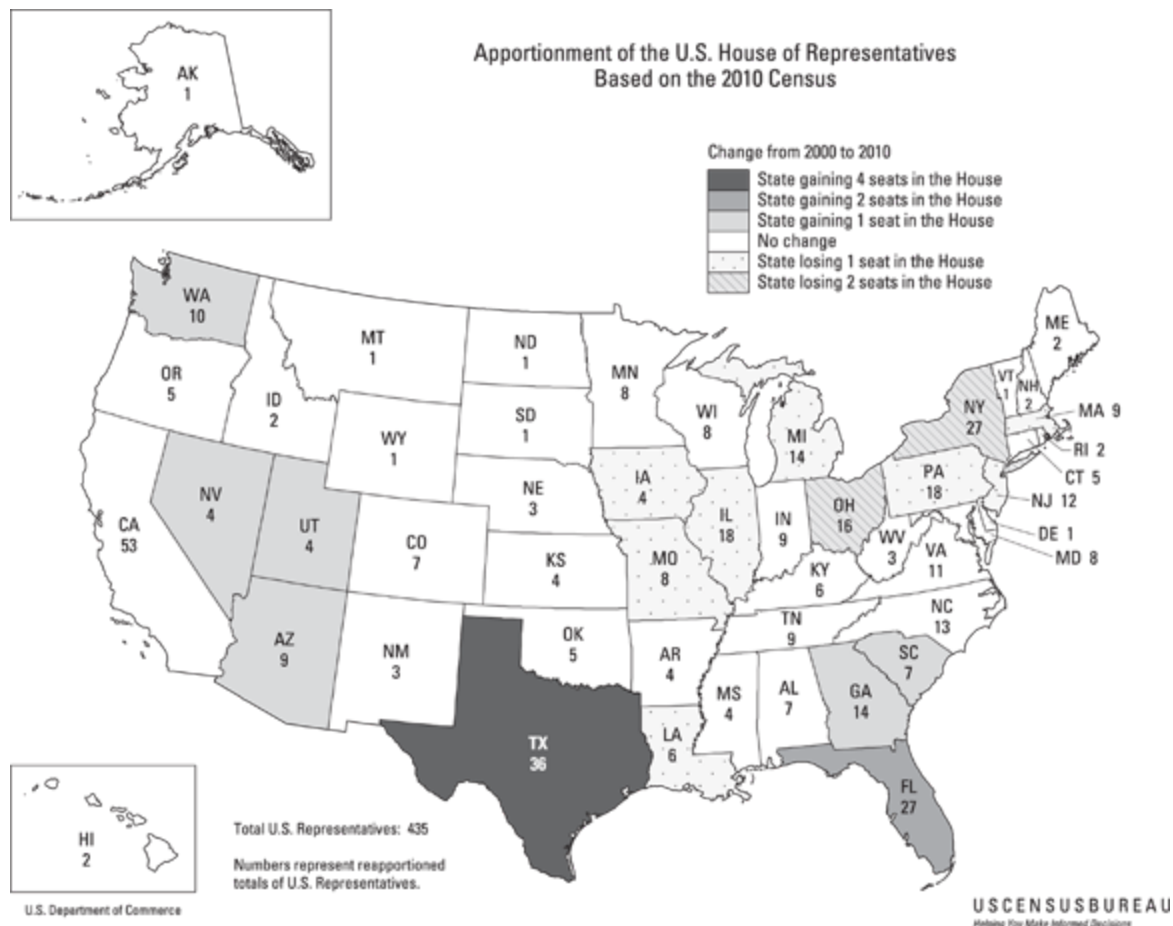 Apportionment of the U.S. House of Representatives
Based on the 2010 Census
AK
1
Change from 2000 to 2010
State gaining 4 seats in the House
State gaining 2 seats in the House
State gaining 1 seat in the House
No change
State losing 1 seat in the House
State losing 2 seats in the House
WA
10
OR
5
ID
2
MT
1
WY
1
ND
1
SD
1
NE
3
MN
8
WI
8
MI
14
IA
4
IL
18
IN
9
OH
16
PA
18
NY
27
VT
1
NH
2
ME
2
MA 9
RI 2
CT 5
NJ 12
DE 1
MD 8
CA
53
NV
4
UT
4
CO
7
KS
4
MO
8
KY
6
WV
3
VA
11
AZ
9
NM
3
OK
5
AR
4
TN
9
NC
13
SC
7
TX
36
LA
6
MS
4
AL
7
GA
14
FL
27
HI
2
Total U.S. Representatives: 435
Numbers represent reapportioned
totals of U.S. Representatives.
U.S. Department of Commerce
USCENSUSBUREAU
Helping You Make Informed Decisions